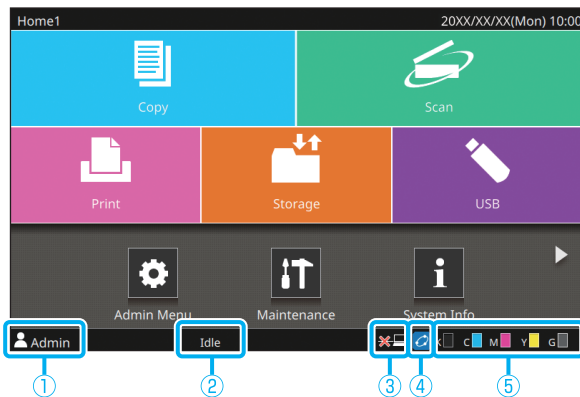 Home1 20XX/XX/XX(Mon) 10:00
Copy Scan
Print Storage USB
Admin Menu Maintenance System Info
Admin Idle K C M Y G
① ② ③ ④ ⑤